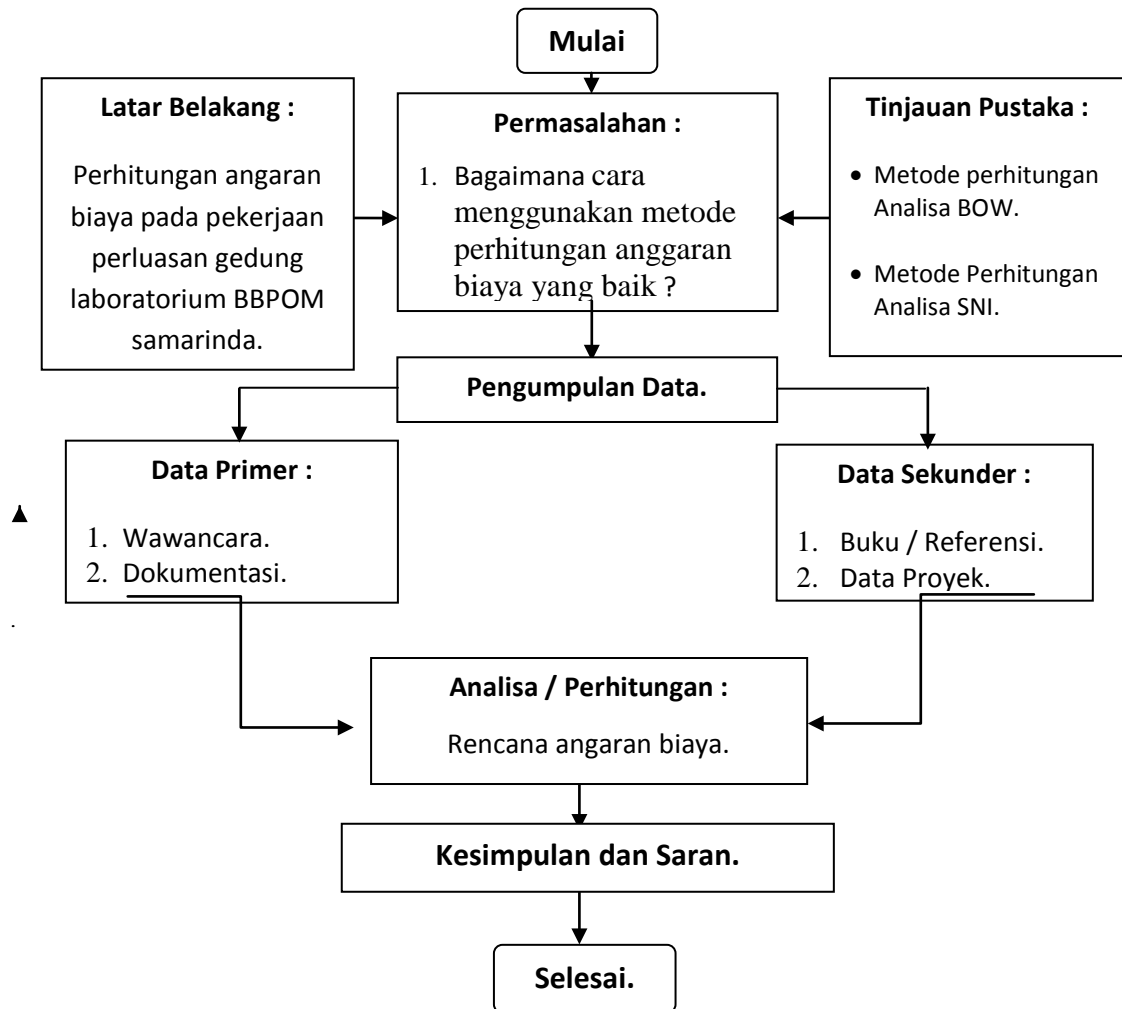 Mulai
Latar Belakang :
Perhitungan angaran
biaya pada pekerjaan
perluasan gedung
laboratorium BBPOM
samarinda.
Permasalahan :
1. Bagaimana cara
menggunakan metode
perhitungan anggaran
biaya yang baik ?
Tinjauan Pustaka :
• Metode perhitungan
Analisa BOW.
• Metode Perhitungan
Analisa SNI.
Pengumpulan Data.
Data Primer :
1. Wawancara.
2. Dokumentasi.
Data Sekunder :
1. Buku / Referensi.
2. Data Proyek.
Analisa / Perhitungan :
Rencana angaran biaya.
Kesimpulan dan Saran.
Selesai.